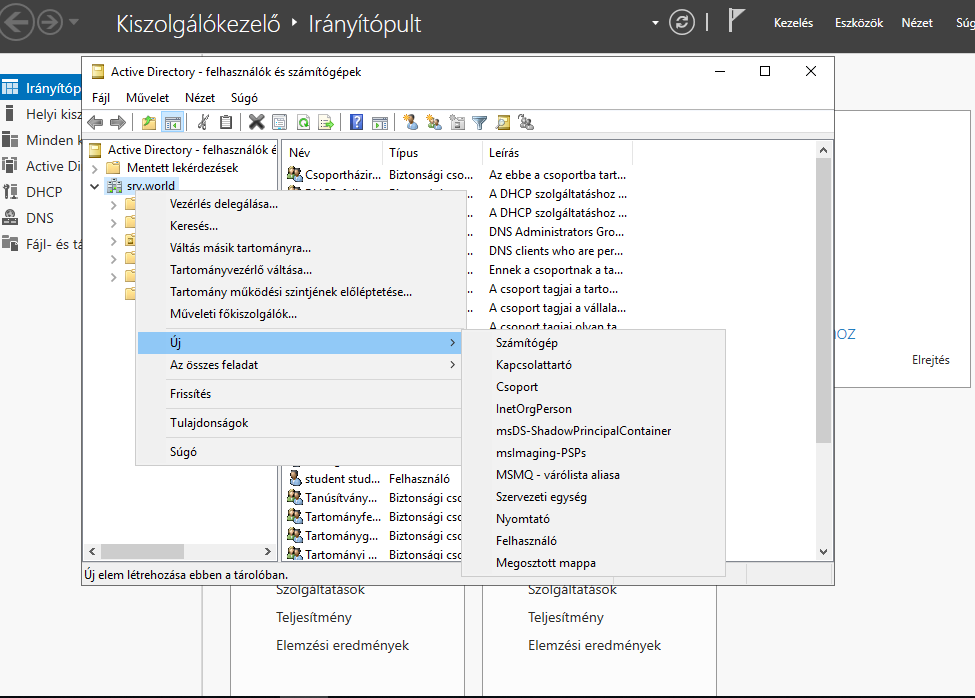 Kiszolgálókezelő ‣ Irányítópult
Kezelés Eszközök Nézet Súg
Active Directory - felhasználók és számítógépek
Fájl Művelet Nézet Súgó
Irányítóp
Helyi kisz
Minden k
Active Di
DHCP
DNS
Fájl- és tá
Active Directory - felhasználók é
Mentett lekérdezések
srv.world
Név Típus Leírás
Csoportházir... Biztonsági cso... Az ebbe a csoportba tart...
A DHCP szolgáltatáshoz ...
A DHCP szolgáltatáshoz ...
DNS Administrators Gro...
DNS clients who are per...
Ennek a csoportnak a ta...
A csoport tagjai a tarto...
A csoport tagjai a vállala...
A csoport tagjai olyan ta
Vezérlés delegálása...
Keresés...
Váltás másik tartományra...
Tartományvezérlő váltása...
Tartomány működési szintjének előléptetése...
Műveleti főkiszolgálók...
Új
Az összes feladat
Frissítés
Tulajdonságok
Súgó
Számítógép
Kapcsolattartó
Csoport
InetOrgPerson
msDS-ShadowPrincipalContainer
msImaging-PSPs
MSMQ - várólista aliasa
Szervezeti egység
Nyomtató
Felhasználó
Megosztott mappa
student stud... Felhasználó
Tanúsítvány... Biztonsági cso
Tartományfe... Biztonsági cso
Tartományg... Biztonsági cso
Tartományi ... Biztonsági cso
Új elem létrehozása ebben a tárolóban.
HOZ
Elrejtés
Szolgáltatások
Teljesítmény
Elemzési eredmények
Szolgáltatások
Teljesítmény
Elemzési eredmények